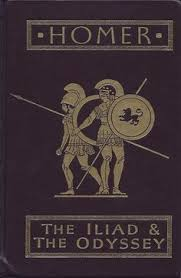 · HOMER ·
THE ILIAD &
THE ODYSSEY